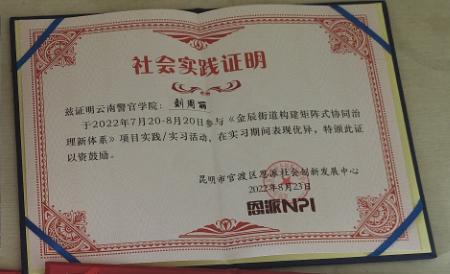 社会实践证明
兹证明云南警官学院：刘周蓊
于2022年7月20-8月20日参与《金辰街道构建矩阵式协同治
理新体系》项目实践/实习活动，在实习期间表现优异，特颁此证
以资鼓励。
昆明市官渡区恩派社会创新发展中心
2022年8月23日
恩派NPI